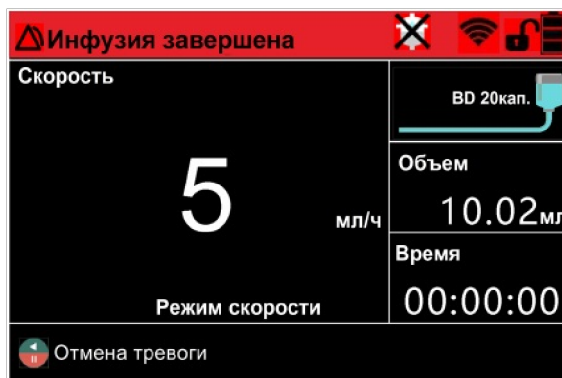 Инфузия завершена
Скорость
BD 20кап.
5
мл/ч
Объем
10.02мл
Время
00:00:00
Режим скорости
Отмена тревоги